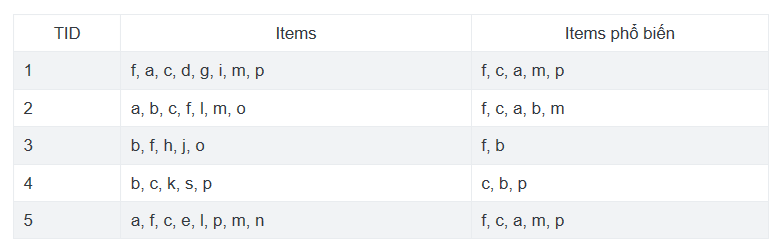 TID Items Items phổ biến
1 f, a, c, d, g, i, m, p f, c, a, m, p
2 a, b, c, f, l, m, o f, c, a, b, m
3 b, f, h, j, o f, b
4 b, c, k, s, p c, b, p
5 a, f, c, e, l, p, m, n f, c, a, m, p